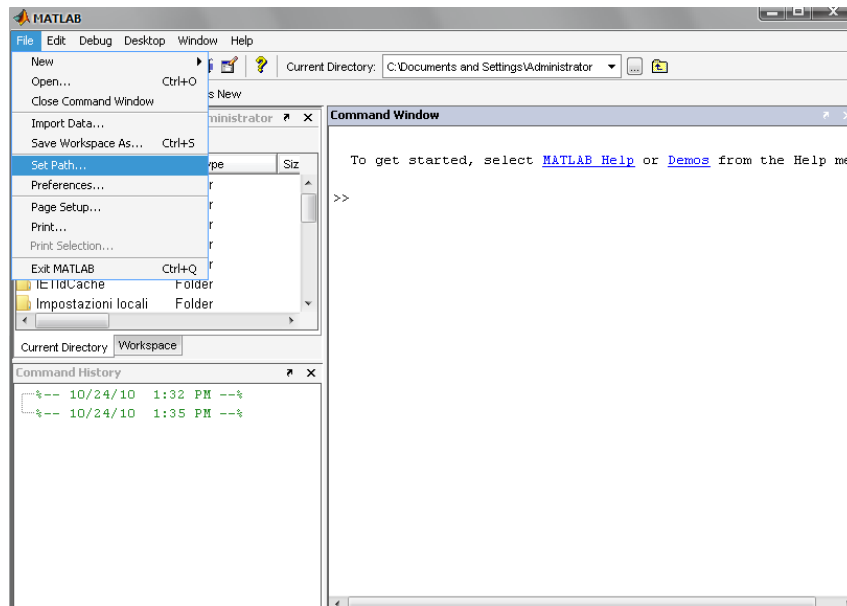 MATLAB
File Edit Debug Desktop Window Help
New
Open... Ctrl+O
Close Command Window
Import Data...
Save Workspace As... Ctrl+S
Set Path...
Preferences...
Page Setup...
Print...
Print Selection...
Exit MATLAB Ctrl+Q
Current Directory: C:\Documents and Settings\Administrator
s New
ministrator
ype Siz
r
r
r
r
r
IETldCache Folder
Impostazioni locali Folder
Current Directory Workspace
Command History
%-- 10/24/10 1:32 PM --%
%-- 10/24/10 1:35 PM --%
Command Window
To get started, select MATLAB Help or Demos from the Help me
>>